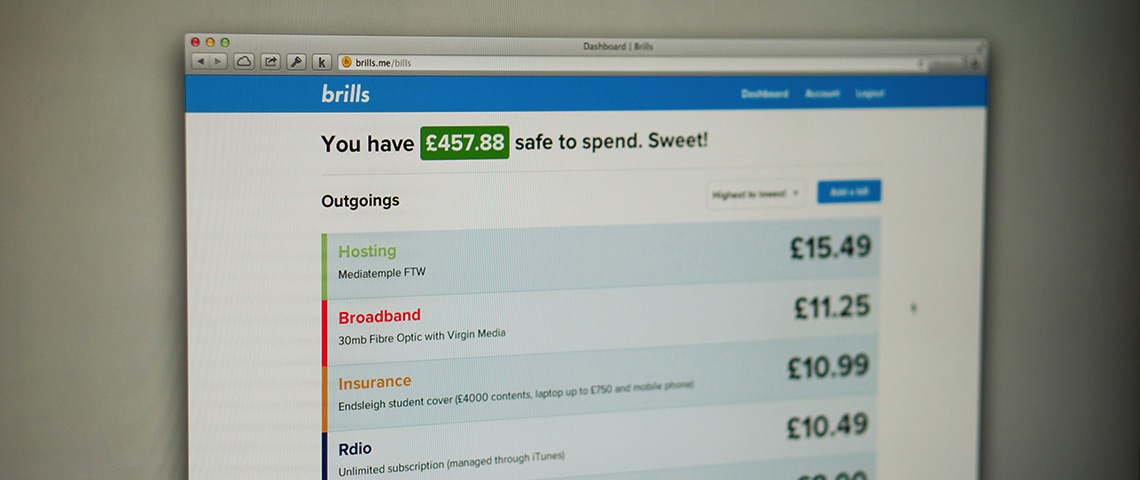 Dashboard | Brills
k
brills.me/bills
brills
Dashboard Account Logout
You have £457.88 safe to spend. Sweet!
Outgoings
Highest to lowest
Add a bill
Hosting
£15.49
Mediatemple FTW
Broadband
£11.25
30mb Fibre Optic with Virgin Media
Insurance
£10.99
Endsleigh student cover (£4000 contents, laptop up to £750 and mobile phone)
Rdio
£10.49
Unlimited subscription (managed through iTunes)